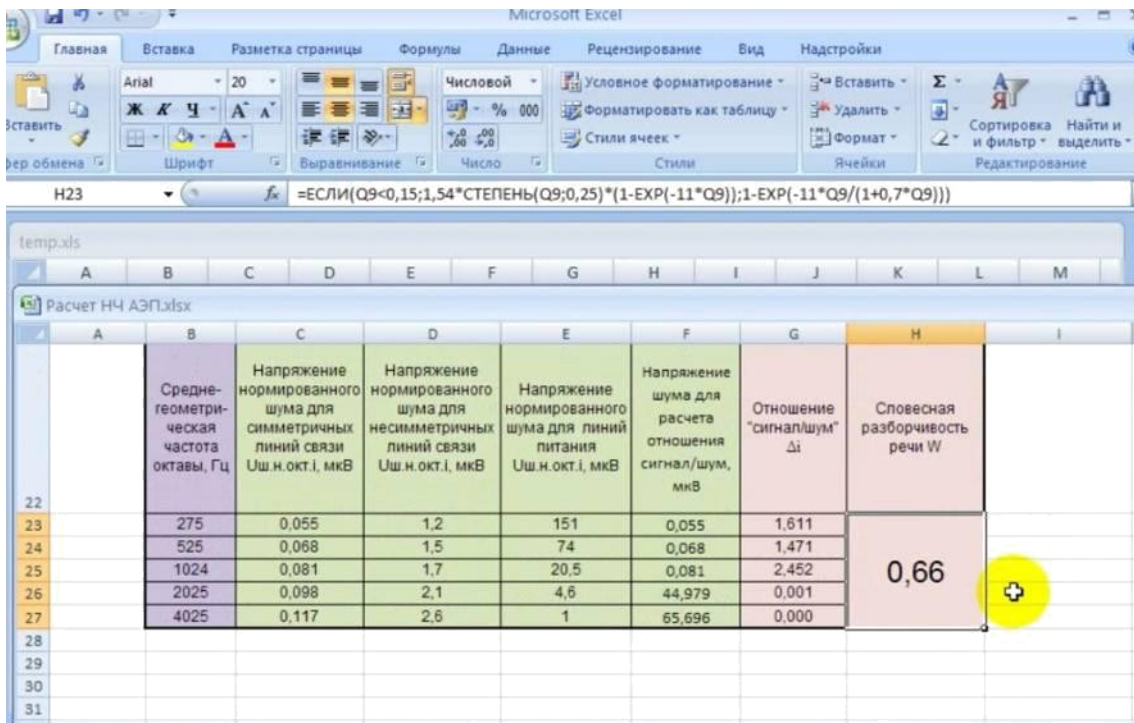 Microsoft Excel
Главная Вставка Разметка страницы Формулы Данные Рецензирование Вид Надстройки
Arial 20 Числовой Условное форматирование Вставить Σ
Ж К Ч A A % 000 Форматировать как таблицу Удалить Сортировка и фильтр Найти и выделить
Стили ячеек Формат
Шрифт Выравнивание Число Стили Ячейки Редактирование
H23 fx =ЕСЛИ(Q9<0,15;1,54*СТЕПЕНЬ(Q9;0,25)*(1-EXP(-11*Q9));1-EXP(-11*Q9/(1+0,7*Q9)))
temp.xls
A B C D E F G H I J K L M
Расчет НЧ АЭП.xlsx
A B C D E F G H I
22
Средне-
геометри-
ческая
частота
октавы, Гц
Напряжение
нормированного
шума для
симметричных
линий связи
Uш.н.окт.i, мкВ
Напряжение
нормированного
шума для
несимметричных
линий связи
Uш.н.окт.i, мкВ
Напряжение
нормированного
шума для линий
питания
Uш.н.окт.i, мкВ
Напряжение
шума для
расчета
отношения
сигнал/шум,
мкВ
Отношение
"сигнал/шум"
Δi
Словесная
разборчивость
речи W
23 275 0,055 1,2 151 0,055 1,611
24 525 0,068 1,5 74 0,068 1,471
25 1024 0,081 1,7 20,5 0,081 2,452 0,66
26 2025 0,098 2,1 4,6 44,979 0,001
27 4025 0,117 2,6 1 65,696 0,000
28
29
30
31